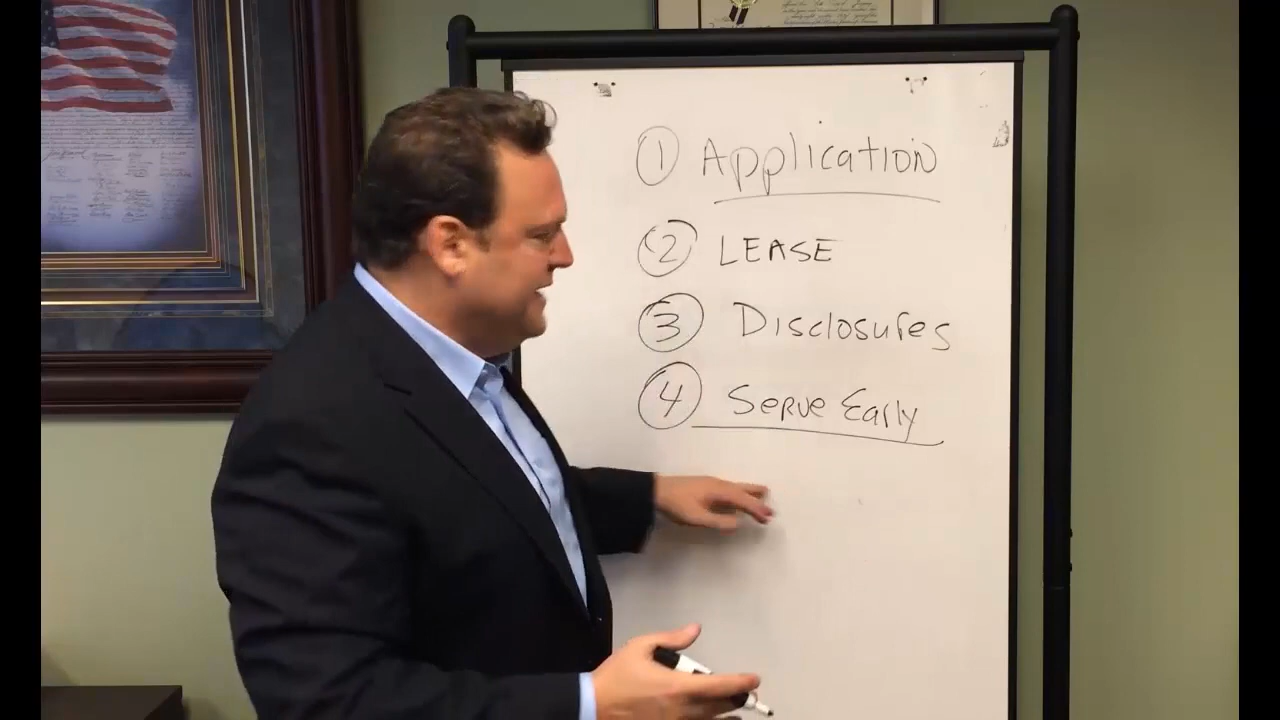 ① Application
② LEASE
③ Disclosures
④ Serve Early